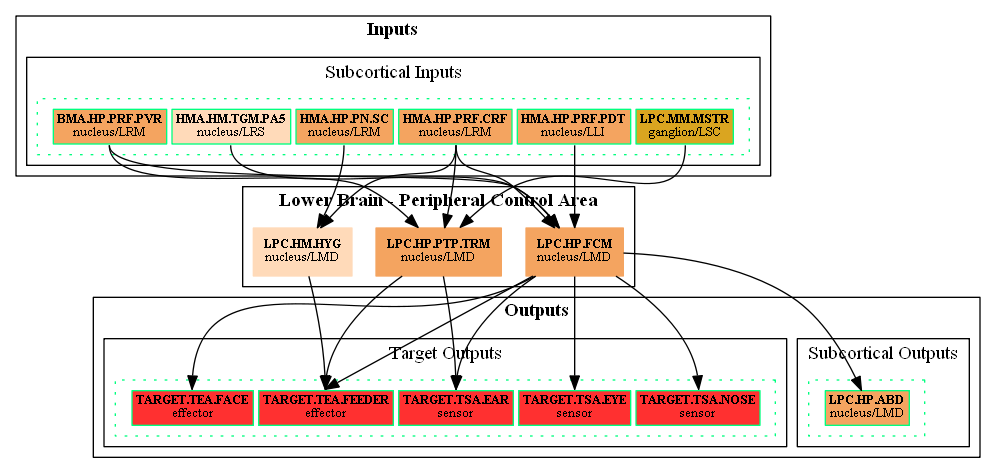 Inputs
Subcortical Inputs
BMA.HP.PRF.PVR
nucleus/LRM
HMA.HM.TGM.PA5
nucleus/LRS
HMA.HP.PN.SC
nucleus/LRM
HMA.HP.PRF.CRF
nucleus/LRM
HMA.HP.PRF.PDT
nucleus/LLI
LPC.MM.MSTR
ganglion/LSC
Lower Brain - Peripheral Control Area
LPC.HM.HYG
nucleus/LMD
LPC.HP.PTP.TRM
nucleus/LMD
LPC.HP.FCM
nucleus/LMD
Outputs
Target Outputs
TARGET.TEA.FACE
effector
TARGET.TEA.FEEDER
effector
TARGET.TSA.EAR
sensor
TARGET.TSA.EYE
sensor
TARGET.TSA.NOSE
sensor
Subcortical Outputs
LPC.HP.ABD
nucleus/LMD